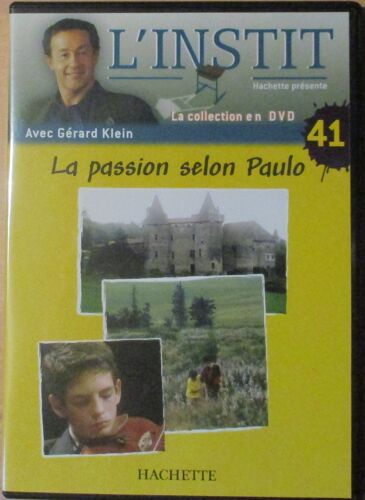 L'INSTIT
Hachette présente
La collection en DVD
Avec Gérard Klein
41
La passion selon Paulo
HACHETTE